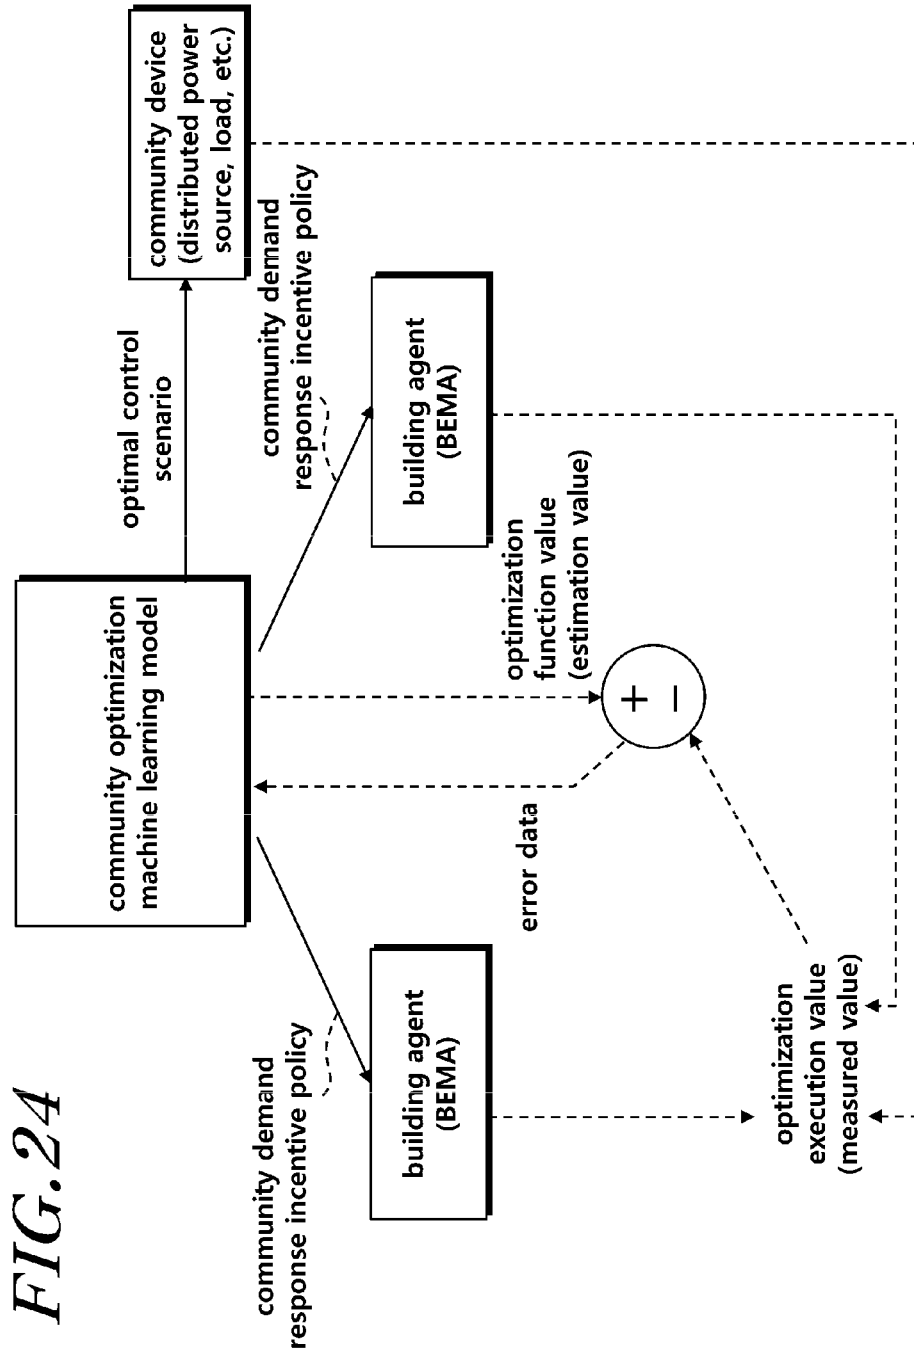 FIG.24
community optimization
machine learning model
optimal control
scenario
community device
(distributed power
source, load, etc.)
community demand
response incentive policy
community demand
response incentive policy
building agent
(BEMA)
building agent
(BEMA)
error data
optimization
function value
(estimation value)
+
−
optimization
execution value
(measured value)